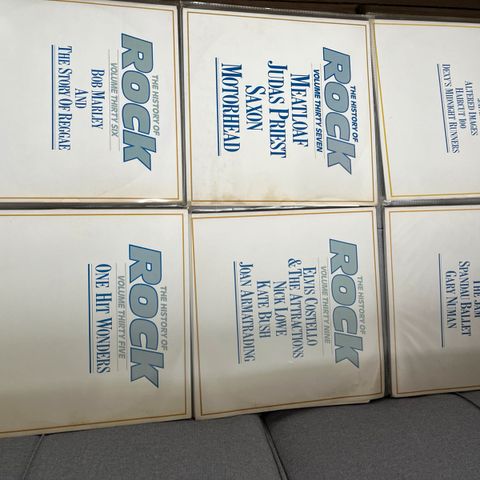 THE HISTORY OF
ROCK
VOLUME THIRTY SIX
BOB MARLEY
AND
THE STORY OF REGGAE
THE HISTORY OF
ROCK
VOLUME THIRTY SEVEN
MEATLOAF
JUDAS PRIEST
SAXON
MOTORHEAD
ALTERED IMAGES
HAIRCUT 100
DEXY'S MIDNIGHT RUNNERS
THE HISTORY OF
ROCK
VOLUME THIRTY FIVE
ONE HIT WONDERS
THE HISTORY OF
ROCK
VOLUME THIRTY NINE
ELVIS COSTELLO
& THE ATTRACTIONS
NICK LOWE
KATE BUSH
JOAN ARMATRADING
THE JAM
SPANDAU BALLET
GARY NUMAN